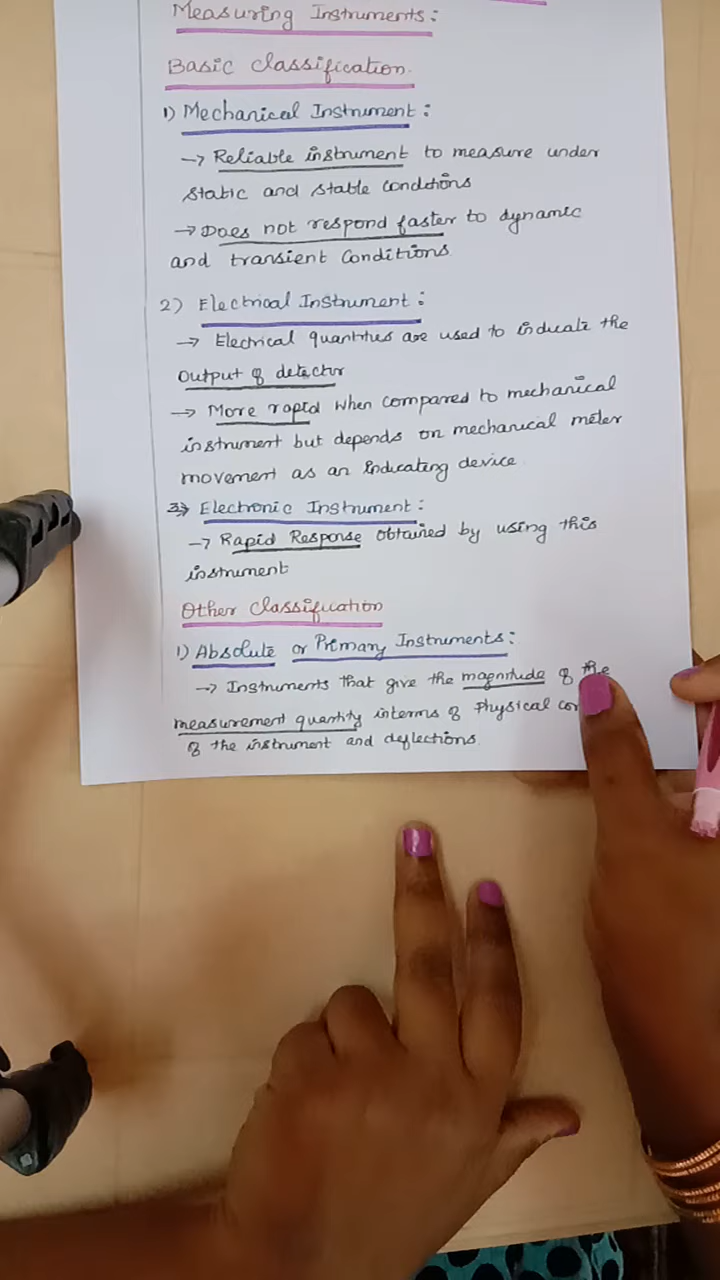 Measuring Instruments:
Basic Classification.
1) Mechanical Instrument:
→ Reliable instrument to measure under
static and stable conditions
→ Does not respond faster to dynamic
and transient conditions.
2) Electrical Instrument:
→ Electrical quantities are used to indicate the
output of detector
→ More rapid when compared to mechanical
instrument but depends on mechanical meter
movement as an indicating device.
3) Electronic Instrument:
→ Rapid Response obtained by using this
instrument
Other Classification
1) Absolute or Primary Instruments:
→ Instruments that give the magnitude of the
measurement quantity interms of physical
of the instrument and deflections.